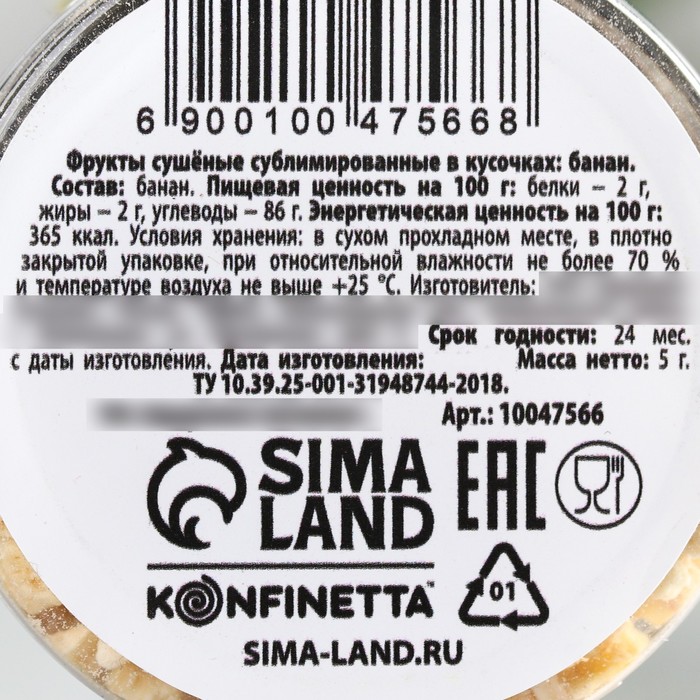 6 900100 475668
Фрукты сушёные сублимированные в кусочках: банан.
Состав: банан. Пищевая ценность на 100 г: белки – 2 г,
жиры – 2 г, углеводы – 86 г. Энергетическая ценность на 100 г:
365 ккал. Условия хранения: в сухом прохладном месте, в плотно
закрытой упаковке, при относительной влажности не более 70 %
и температуре воздуха не выше +25 °С. Изготовитель:
Срок годности: 24 мес.
с даты изготовления. Дата изготовления: Масса нетто: 5 г.
ТУ 10.39.25-001-31948744-2018.
Арт.: 10047566
SIMA
LAND
EAC
KONFINETTA™
01
SIMA-LAND.RU